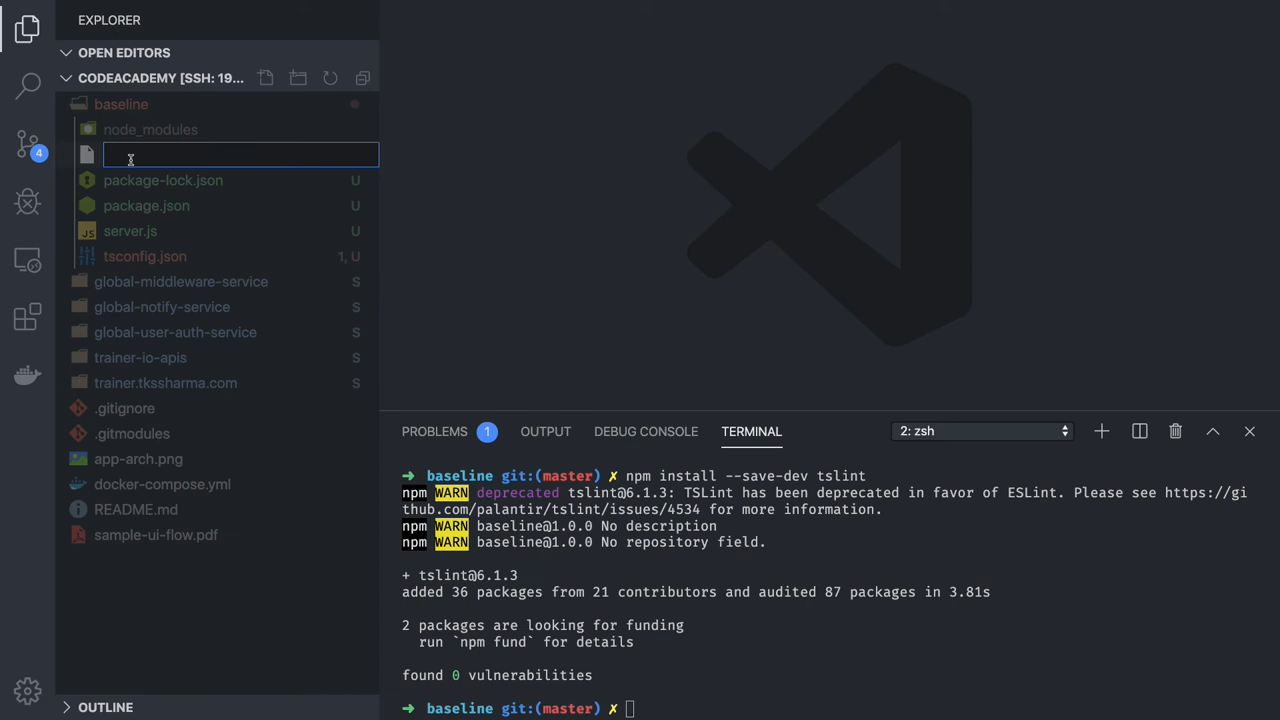 EXPLORER
OPEN EDITORS
CODEACADEMY [SSH: 19...
baseline
node_modules
package-lock.json U
package.json U
JS server.js U
tsconfig.json 1, U
global-middleware-service S
global-notify-service S
4
global-user-auth-service S
trainer-io-apis S
trainer.tkssharma.com S
.gitignore
.gitmodules
app-arch.png
docker-compose.yml
README.md
sample-ui-flow.pdf
OUTLINE
PROBLEMS 1 OUTPUT DEBUG CONSOLE TERMINAL 2: zsh
➜ baseline git:(master) ✗ npm install --save-dev tslint
npm WARN deprecated tslint@6.1.3: TSLint has been deprecated in favor of ESLint. Please see https://gi
thub.com/palantir/tslint/issues/4534 for more information.
npm WARN baseline@1.0.0 No description
npm WARN baseline@1.0.0 No repository field.
+ tslint@6.1.3
added 36 packages from 21 contributors and audited 87 packages in 3.81s
2 packages are looking for funding
run `npm fund` for details
found 0 vulnerabilities
➜ baseline git:(master) ✗